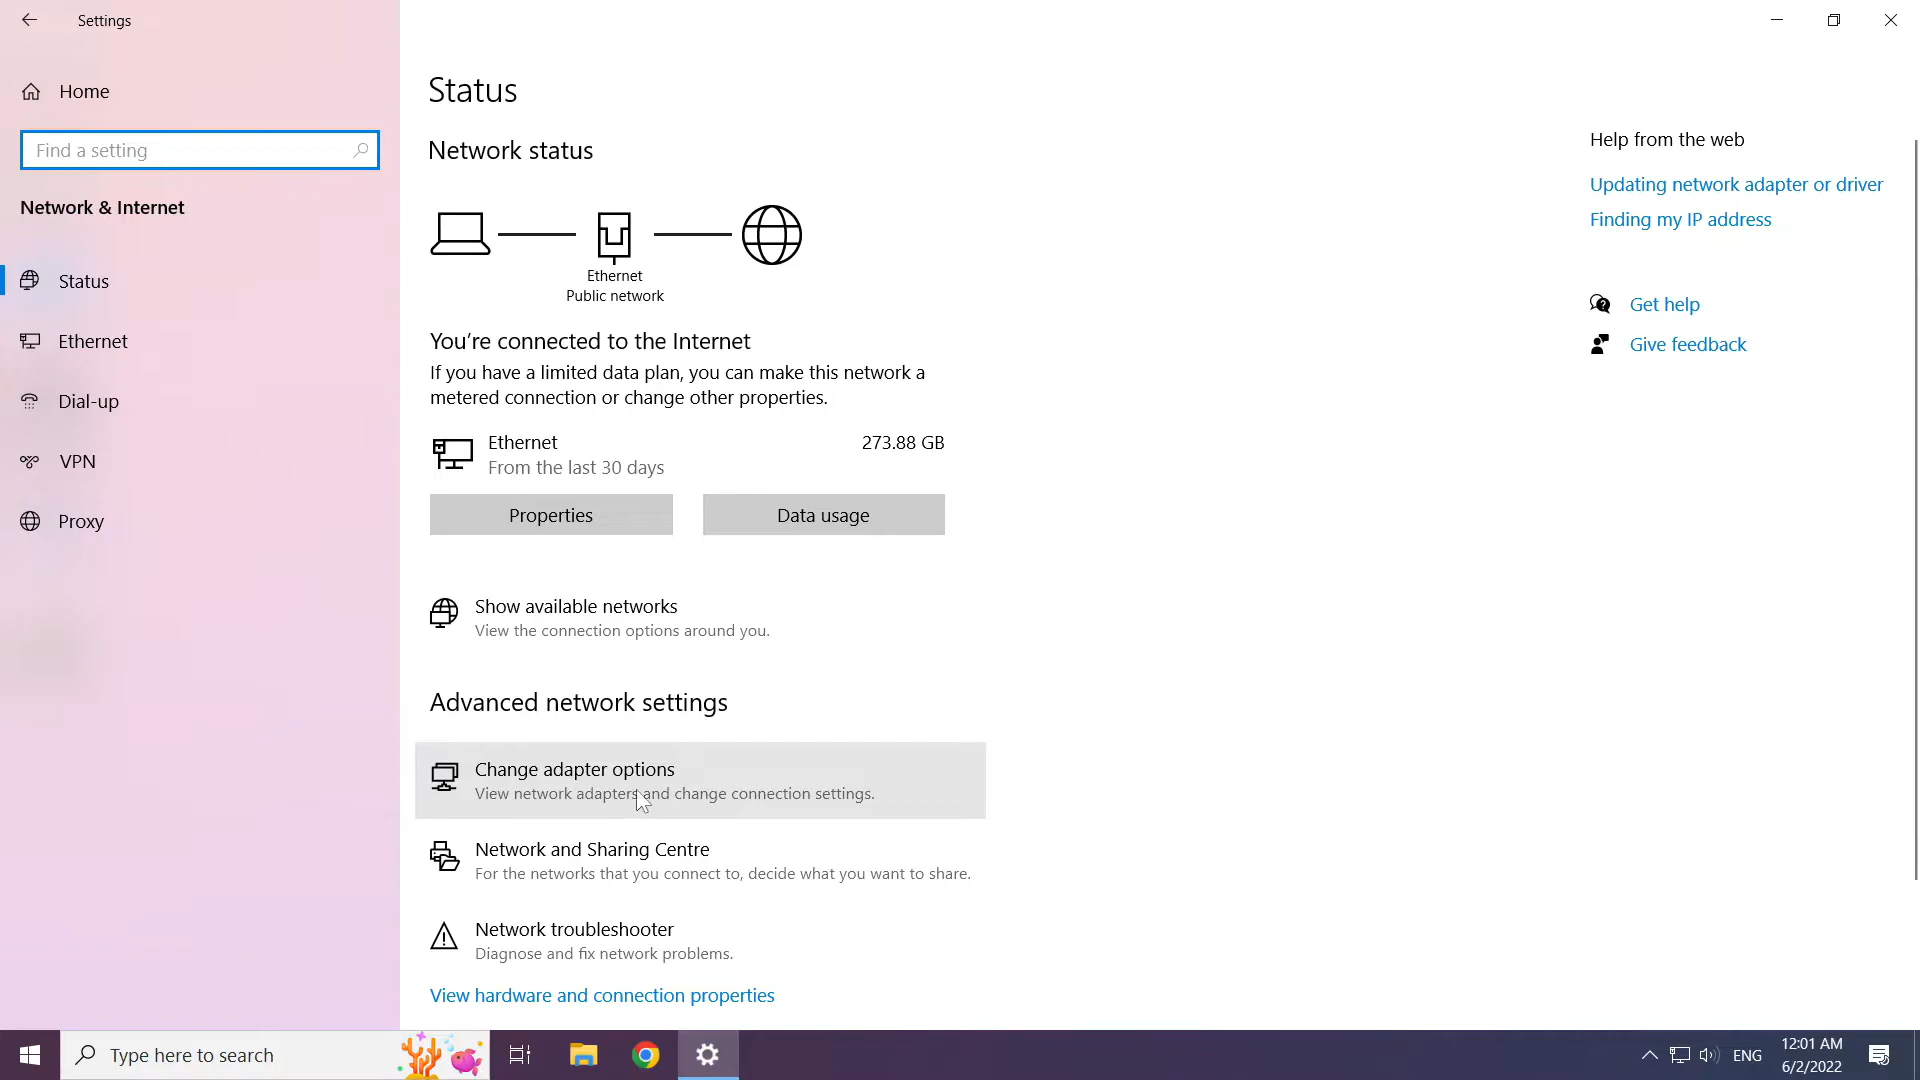 Settings
Home
Find a setting
Network & Internet
Status
Ethernet
Dial-up
VPN
Proxy
Status
Network status
Ethernet
Public network
You're connected to the Internet
If you have a limited data plan, you can make this network a
metered connection or change other properties.
Ethernet 273.88 GB
From the last 30 days
Properties Data usage
Show available networks
View the connection options around you.
Advanced network settings
Change adapter options
View network adapters and change connection settings.
Network and Sharing Centre
For the networks that you connect to, decide what you want to share.
Network troubleshooter
Diagnose and fix network problems.
View hardware and connection properties
Help from the web
Updating network adapter or driver
Finding my IP address
Get help
Give feedback
Type here to search
ENG
12:01 AM
6/2/2022